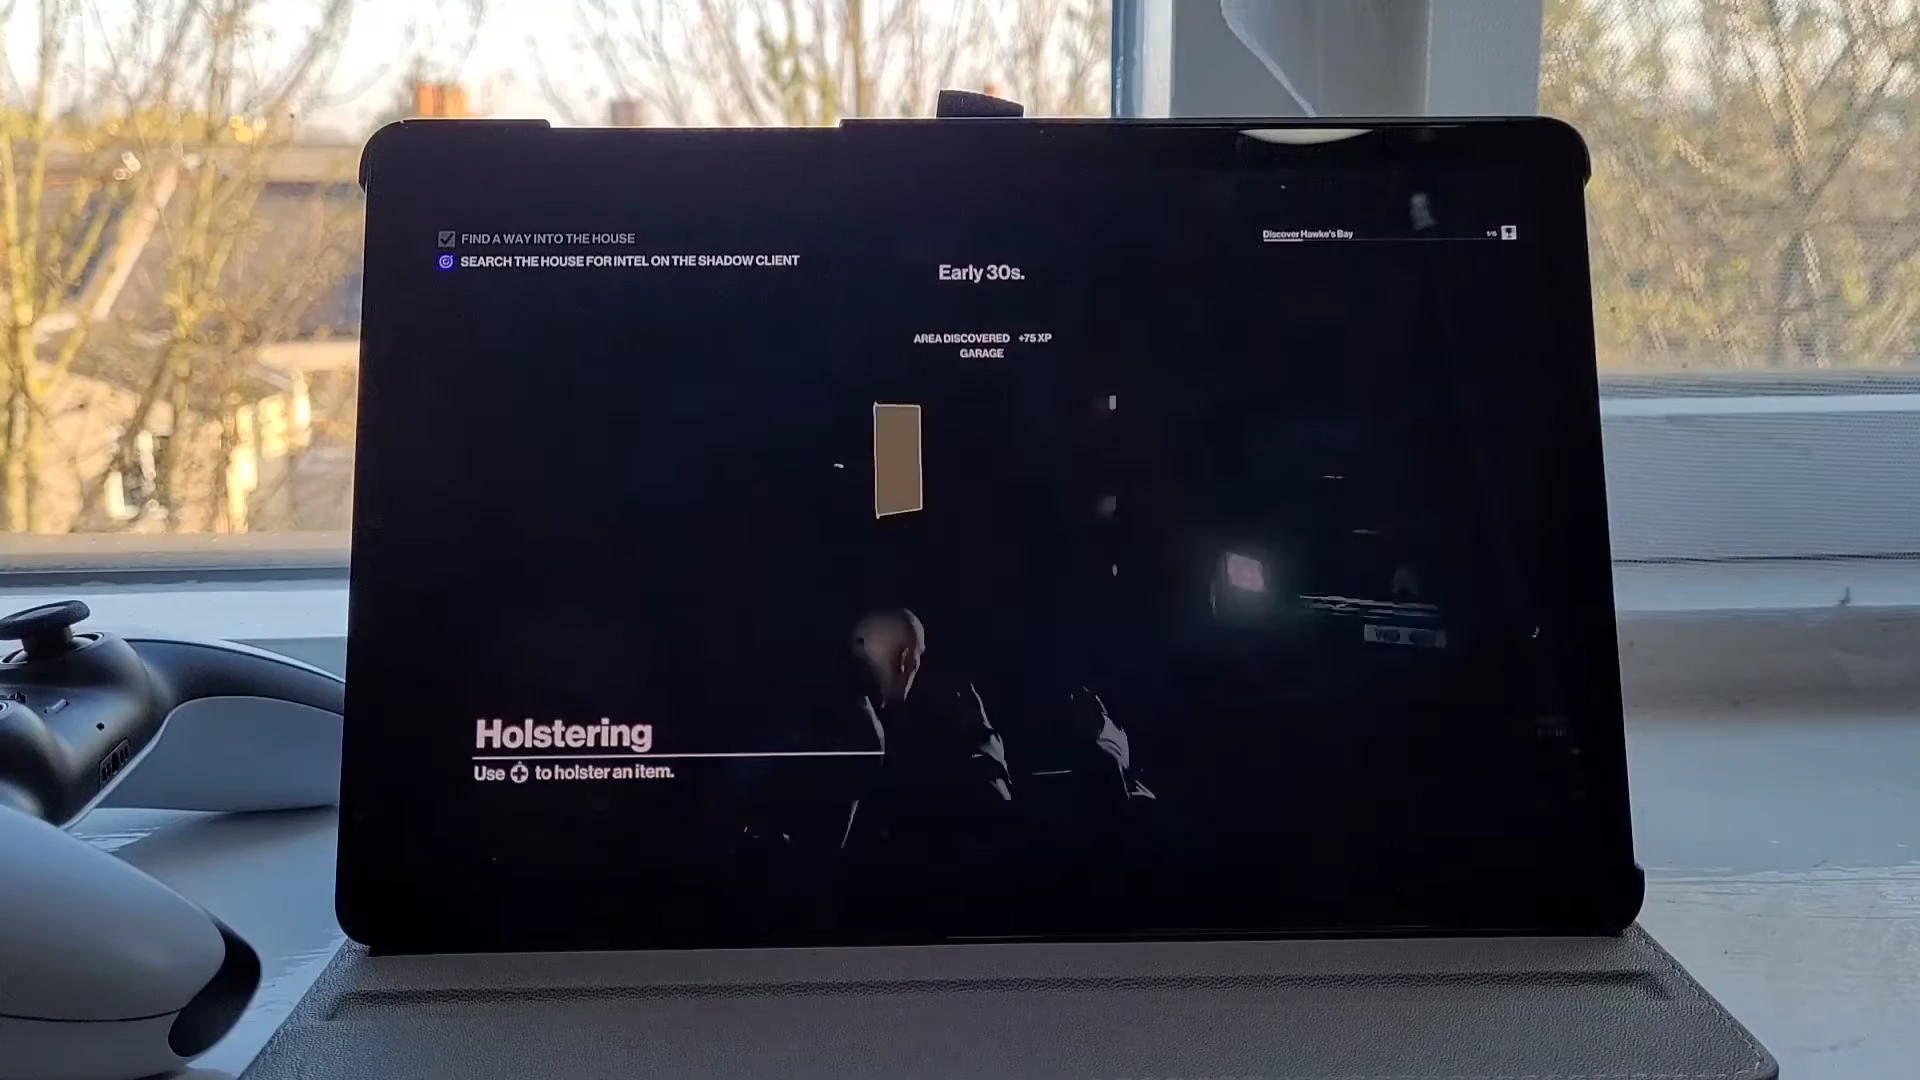 FIND A WAY INTO THE HOUSE
SEARCH THE HOUSE FOR INTEL ON THE SHADOW CLIENT
Discover Hawke's Bay
Early 30s.
AREA DISCOVERED +75 XP
GARAGE
Holstering
Use to holster an item.